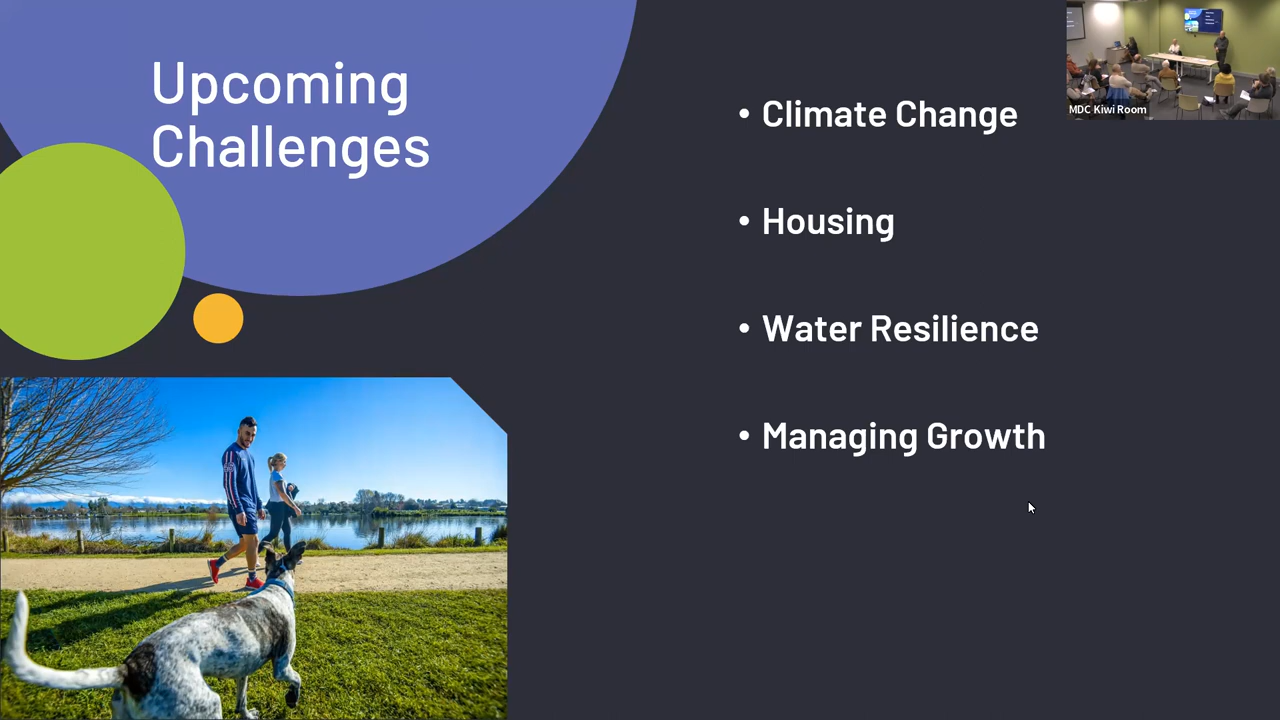 Upcoming
Challenges
• Climate Change
• Housing
• Water Resilience
• Managing Growth
MDC Kiwi Room